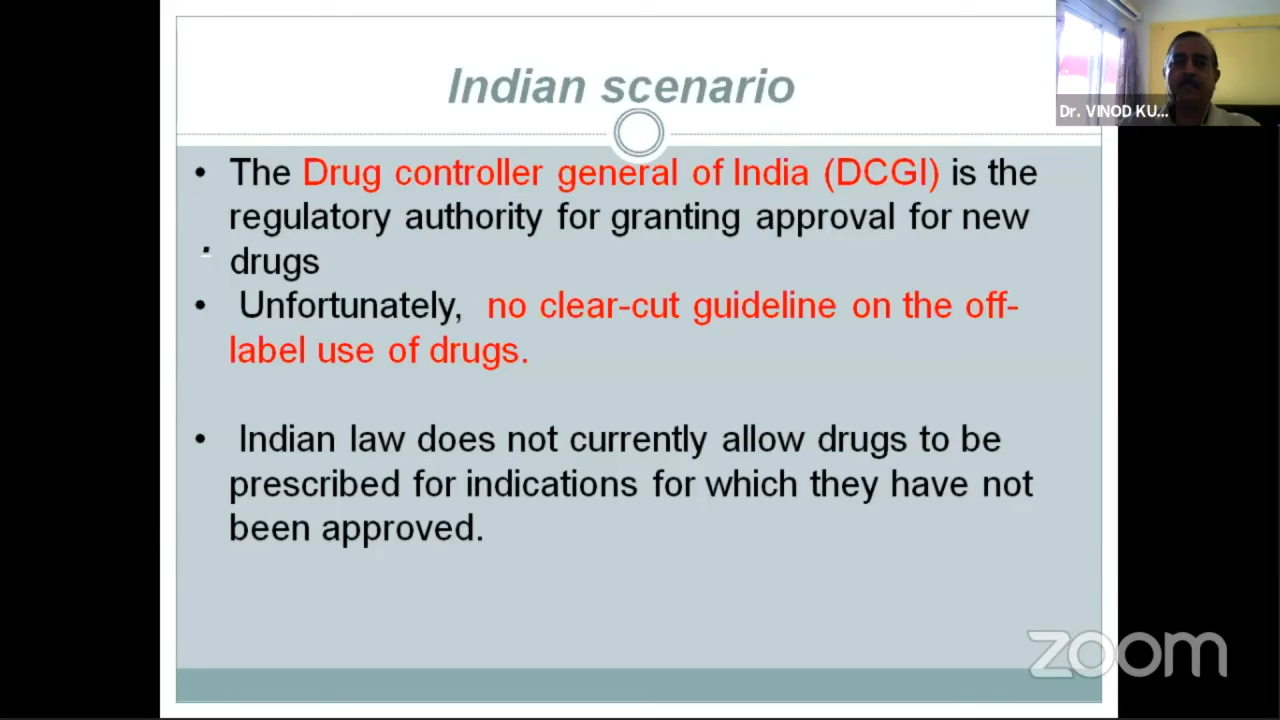 Indian scenario
Dr. VINOD KU...
• The Drug controller general of India (DCGI) is the
regulatory authority for granting approval for new
drugs
• Unfortunately, no clear-cut guideline on the off-
label use of drugs.
• Indian law does not currently allow drugs to be
prescribed for indications for which they have not
been approved.
zoom